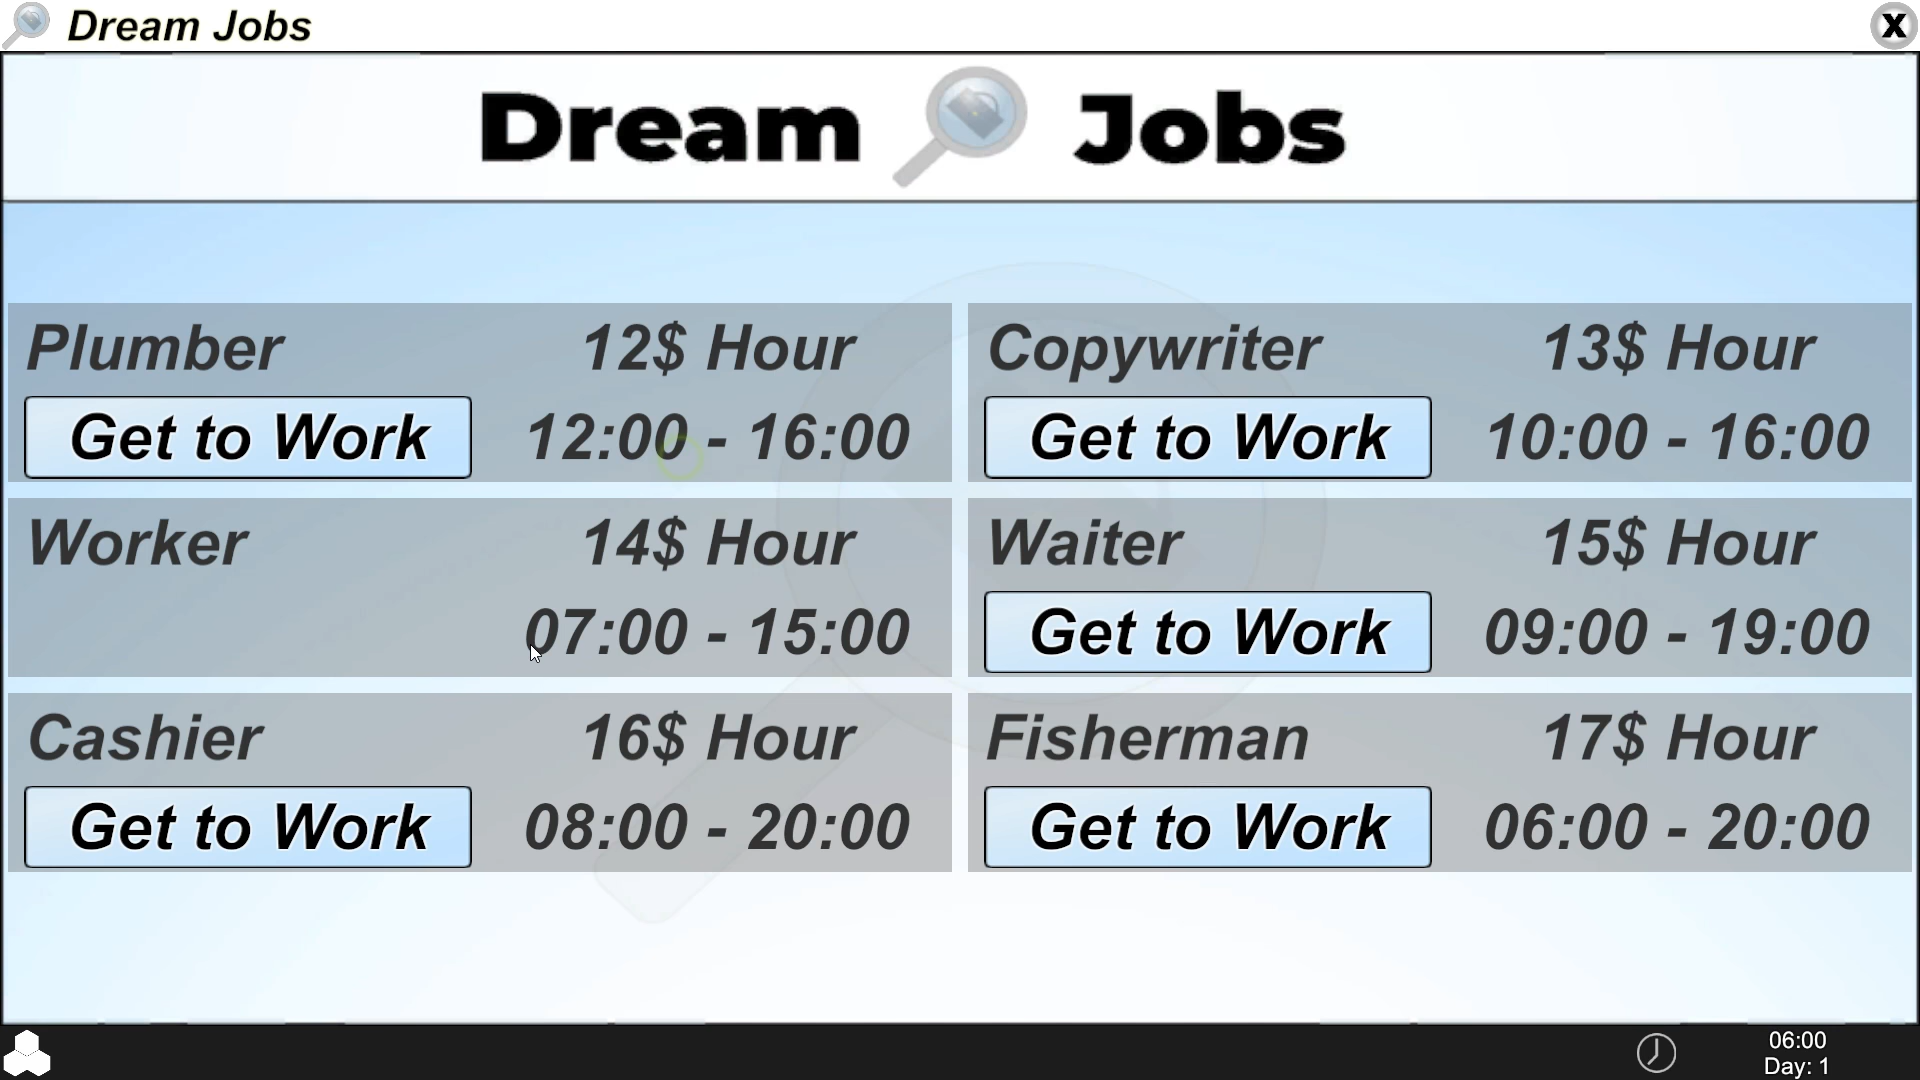 Dream Jobs
X
Dream Jobs
Plumber 12$ Hour
Get to Work 12:00 - 16:00
Copywriter 13$ Hour
Get to Work 10:00 - 16:00
Worker 14$ Hour
07:00 - 15:00
Waiter 15$ Hour
Get to Work 09:00 - 19:00
Cashier 16$ Hour
Get to Work 08:00 - 20:00
Fisherman 17$ Hour
Get to Work 06:00 - 20:00
06:00
Day: 1